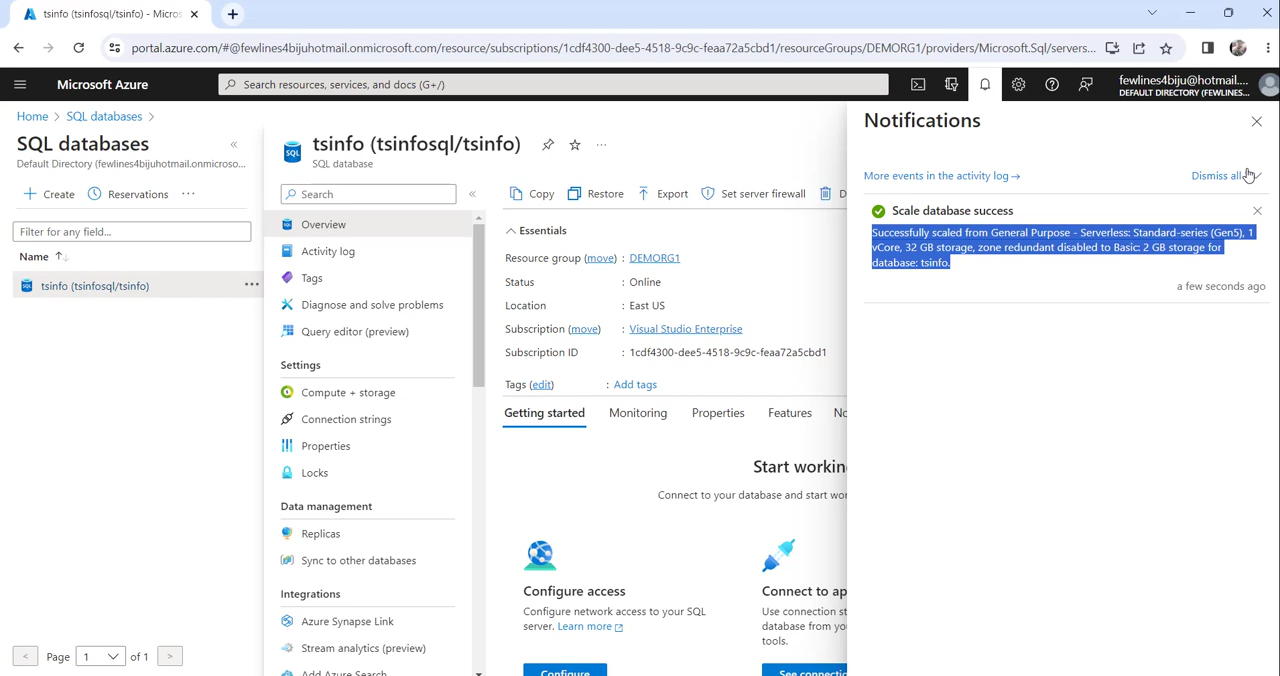 tsinfo (tsinfosql/tsinfo) - Micros
portal.azure.com/#@fewlines4bijuhotmail.onmicrosoft.com/resource/subscriptions/1cdf4300-dee5-4518-9c9c-feaa72a5cbd1/resourceGroups/DEMORG1/providers/Microsoft.Sql/servers...
Microsoft Azure
Search resources, services, and docs (G+/)
fewlines4biju@hotmail....
DEFAULT DIRECTORY (FEWLINES...
Home > SQL databases >
SQL databases
Default Directory (fewlines4bijuhotmail.onmicroso...
+ Create
Reservations
...
Filter for any field...
Name ↑↓
tsinfo (tsinfosql/tsinfo)
...
< Page 1 of 1 >
tsinfo (tsinfosql/tsinfo)
...
SQL database
Search
Overview
Activity log
Tags
Diagnose and solve problems
Query editor (preview)
Settings
Compute + storage
Connection strings
Properties
Locks
Data management
Replicas
Sync to other databases
Integrations
Azure Synapse Link
Stream analytics (preview)
Add Azure Search
Copy
Restore
Export
Set server firewall
D
Essentials
Resource group (move) : DEMORG1
Status : Online
Location : East US
Subscription (move) : Visual Studio Enterprise
Subscription ID : 1cdf4300-dee5-4518-9c9c-feaa72a5cbd1
Tags (edit) : Add tags
Getting started
Monitoring
Properties
Features
No
Start workin
Connect to your database and start wor
Configure access
Configure network access to your SQL
server. Learn more
Configure
Connect to ap
Use connection st
database from you
tools.
See connecti
Notifications
More events in the activity log →
Dismiss all
Scale database success
Successfully scaled from General Purpose - Serverless: Standard-series (Gen5), 1
vCore, 32 GB storage, zone redundant disabled to Basic: 2 GB storage for
database: tsinfo.
a few seconds ago